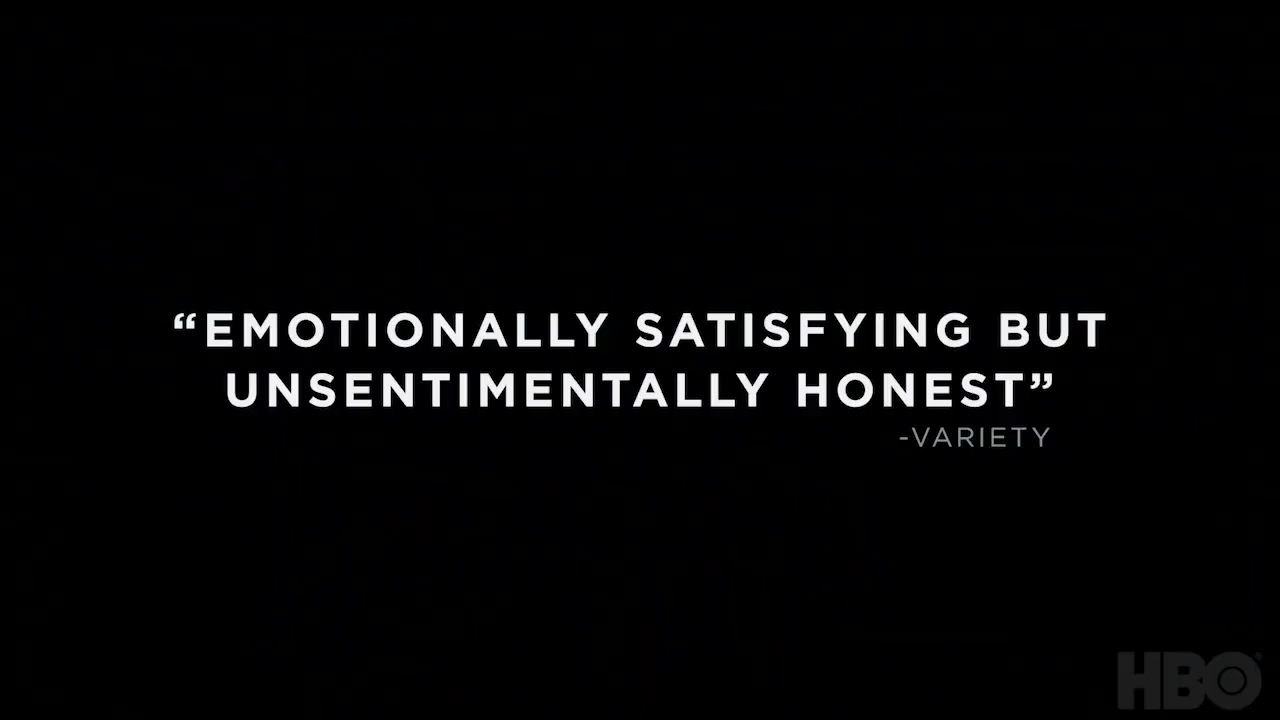 “EMOTIONALLY SATISFYING BUT
UNSENTIMENTALLY HONEST”
-VARIETY
HBO